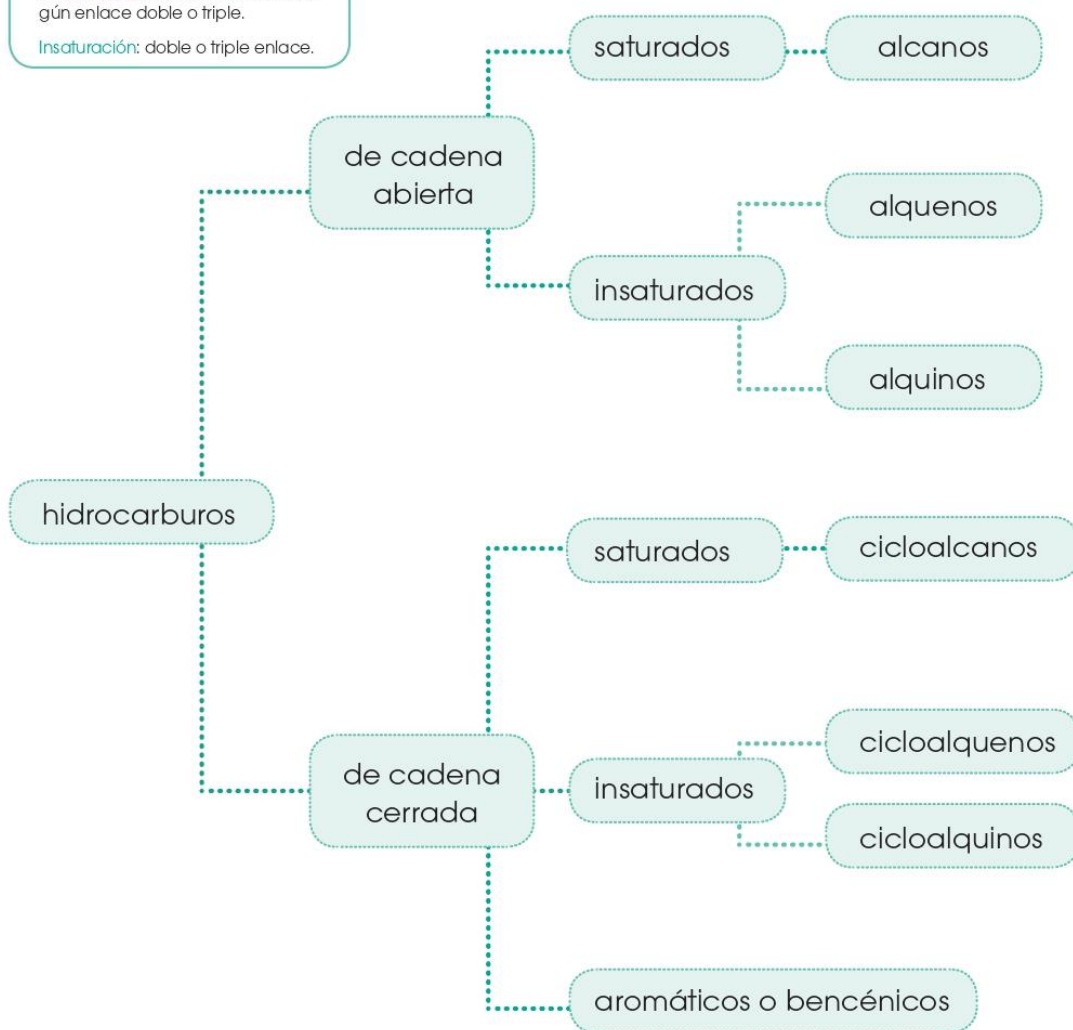 gún enlace doble o triple.
Insaturación: doble o triple enlace.
saturados
alcanos
de cadena
abierta
alquenos
insaturados
alquinos
hidrocarburos
saturados
cicloalcanos
de cadena
cerrada
cicloalquenos
insaturados
cicloalquinos
aromáticos o bencénicos